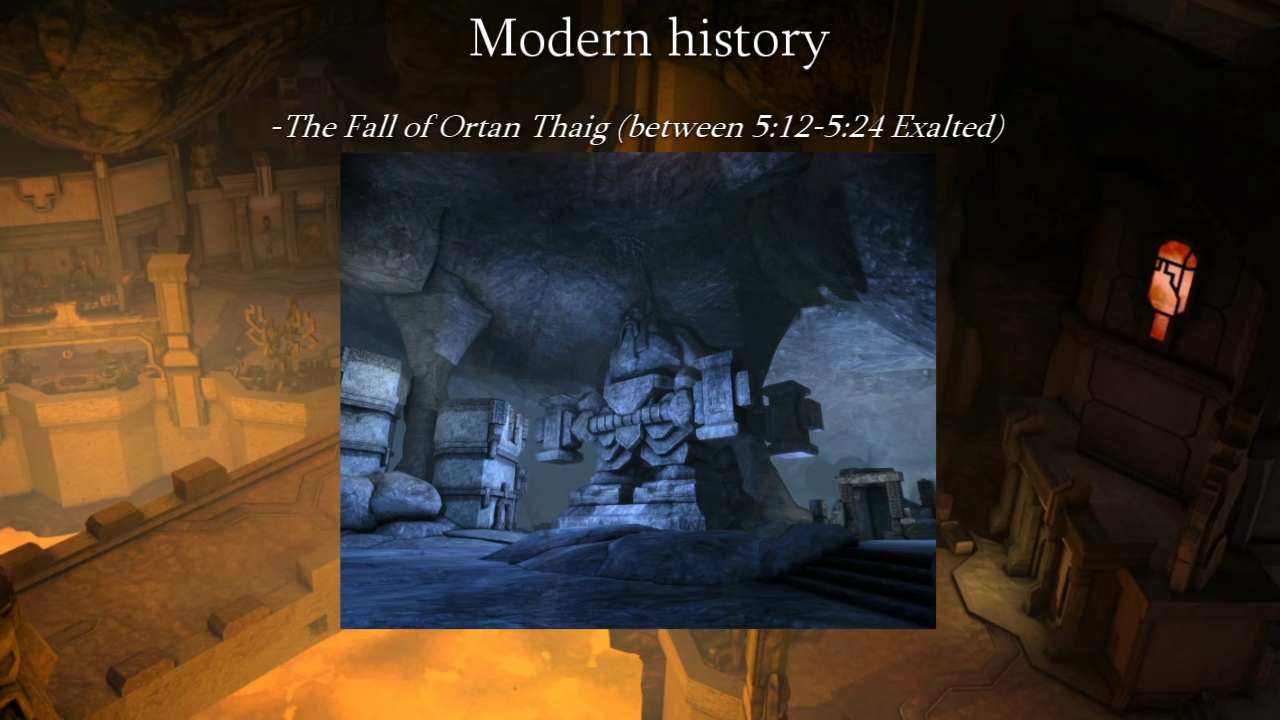 Modern history
-The Fall of Ortan Thaig (between 5:12-5:24 Exalted)